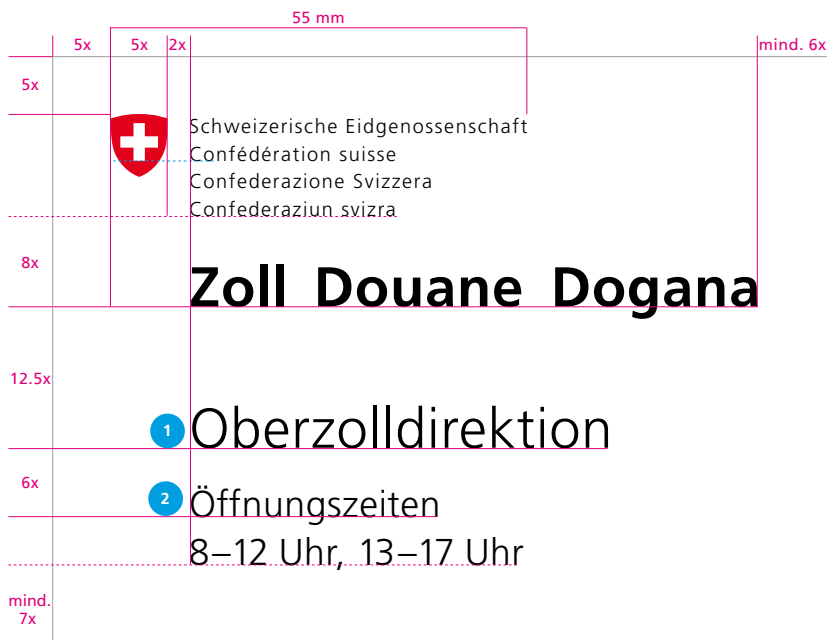 55 mm
5x 5x 2x mind. 6x
5x
Schweizerische Eidgenossenschaft
Confédération suisse
Confederazione Svizzera
Confederaziun svizra
8x
Zoll Douane Dogana
12.5x
1 Oberzolldirektion
6x
2 Öffnungszeiten
8–12 Uhr, 13–17 Uhr
mind.
7x